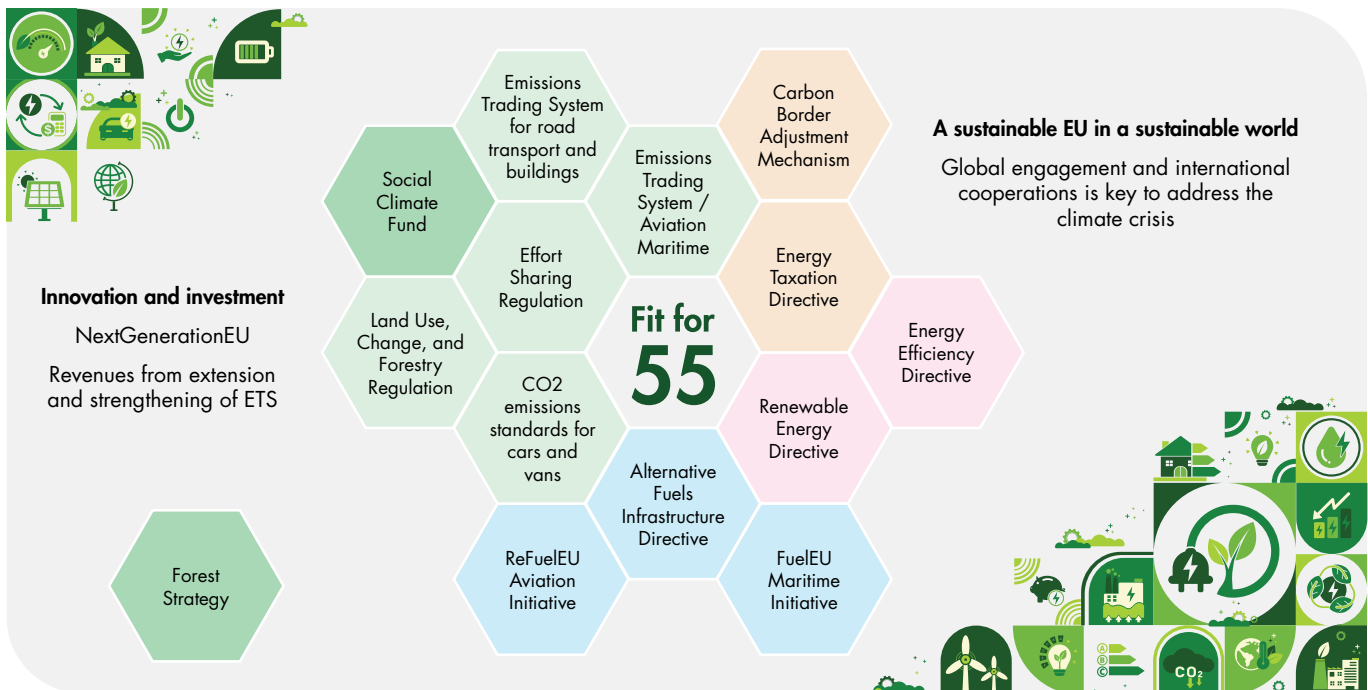 Emissions
Trading System
for road
transport and
buildings
Carbon
Border
Adjustment
Mechanism
A sustainable EU in a sustainable world
Global engagement and international
cooperations is key to address the
climate crisis
Social
Climate
Fund
Emissions
Trading
System /
Aviation
Maritime
Effort
Sharing
Regulation
Energy
Taxation
Directive
Innovation and investment
NextGenerationEU
Revenues from extension
and strengthening of ETS
Land Use,
Change, and
Forestry
Regulation
Fit for
55
Energy
Efficiency
Directive
CO2
emissions
standards for
cars and
vans
Renewable
Energy
Directive
Alternative
Fuels
Infrastructure
Directive
Forest
Strategy
ReFuelEU
Aviation
Initiative
FuelEU
Maritime
Initiative
A
B
C
CO2